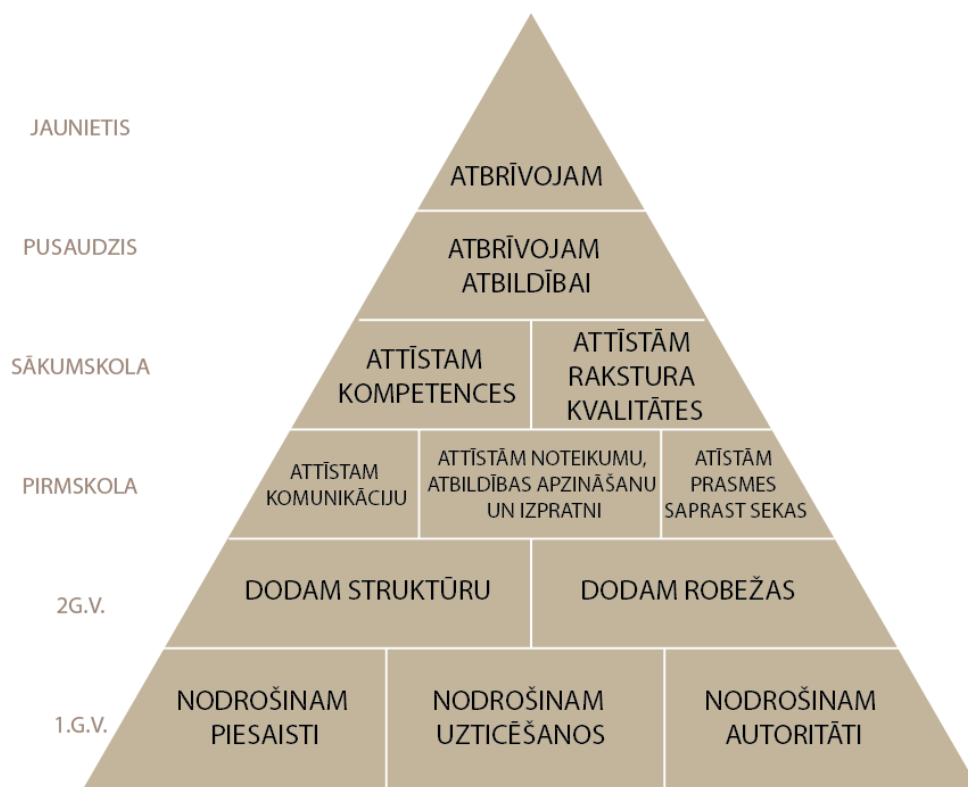 JAUNIETIS
ATBRĪVOJAM
PUSAUDZIS
ATBRĪVOJAM
ATBILDĪBAI
SĀKUMSKOLA
ATTĪSTAM
KOMPETENCES
ATTĪSTĀM
RAKSTURA
KVALITĀTES
PIRMSKOLA
ATTĪSTAM
KOMUNIKĀCIJU
ATTĪSTĀM NOTEIKUMU,
ATBILDĪBAS APZINĀŠANU
UN IZPRATNI
ATĪSTĀM
PRASMES
SAPRAST SEKAS
2G.V.
DODAM STRUKTŪRU
DODAM ROBEŽAS
1.G.V.
NODROŠINAM
PIESAISTI
NODROŠINAM
UZTICĒŠANOS
NODROŠINAM
AUTORITĀTI